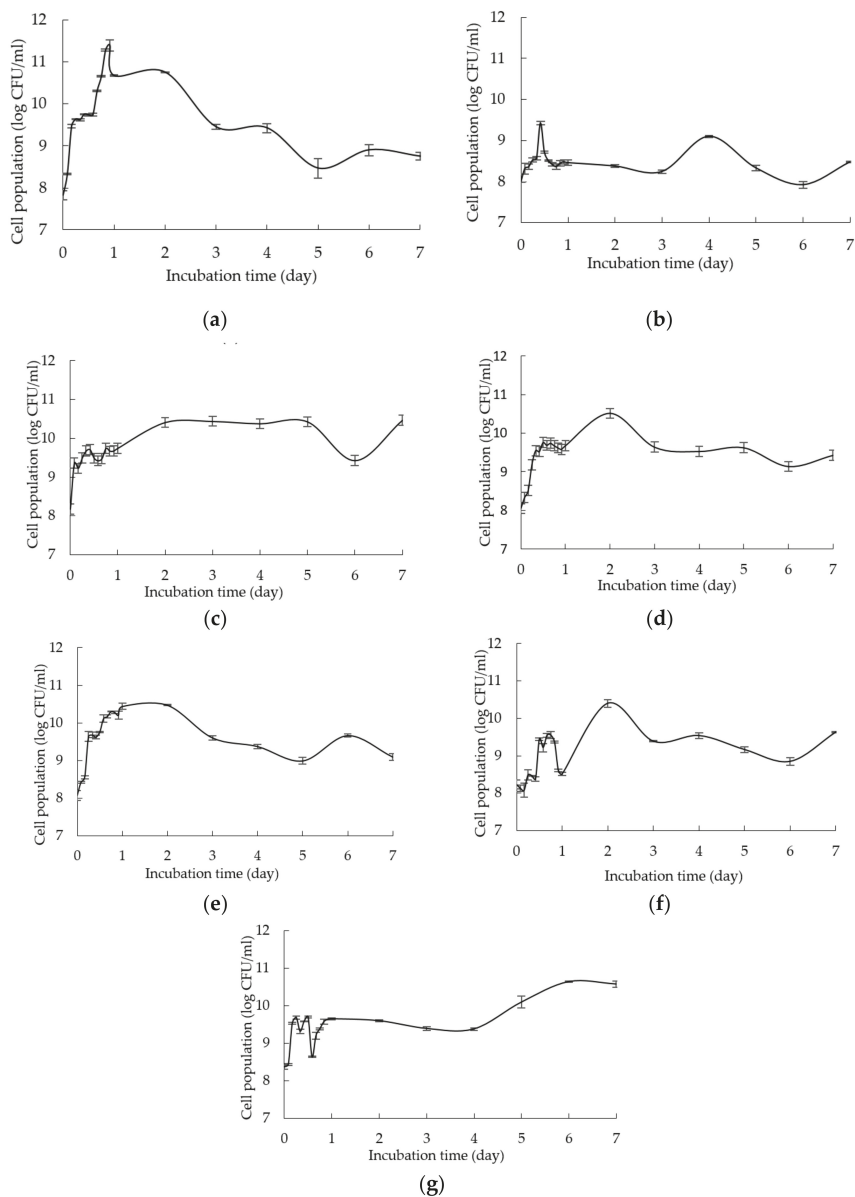 Cell population (log CFU/ml)
12
11
10
9
8
7
0 1 2 3 4 5 6 7
Incubation time (day)
(a)
Cell population (log CFU/ml)
12
11
10
9
8
7
0 1 2 3 4 5 6 7
Incubation time (day)
(b)
Cell population (log CFU/ml)
12
11
10
9
8
7
0 1 2 3 4 5 6 7
Incubation time (day)
(c)
Cell population (log CFU/ml)
12
11
10
9
8
7
0 1 2 3 4 5 6 7
Incubation time (day)
(d)
Cell population (log CFU/ml)
12
11
10
9
8
7
0 1 2 3 4 5 6 7
Incubation time (day)
(e)
Cell population (log CFU/ml)
12
11
10
9
8
7
0 1 2 3 4 5 6 7
Incubation time (day)
(f)
Cell population (log CFU/ml)
12
11
10
9
8
7
0 1 2 3 4 5 6 7
Incubation time (day)
(g)